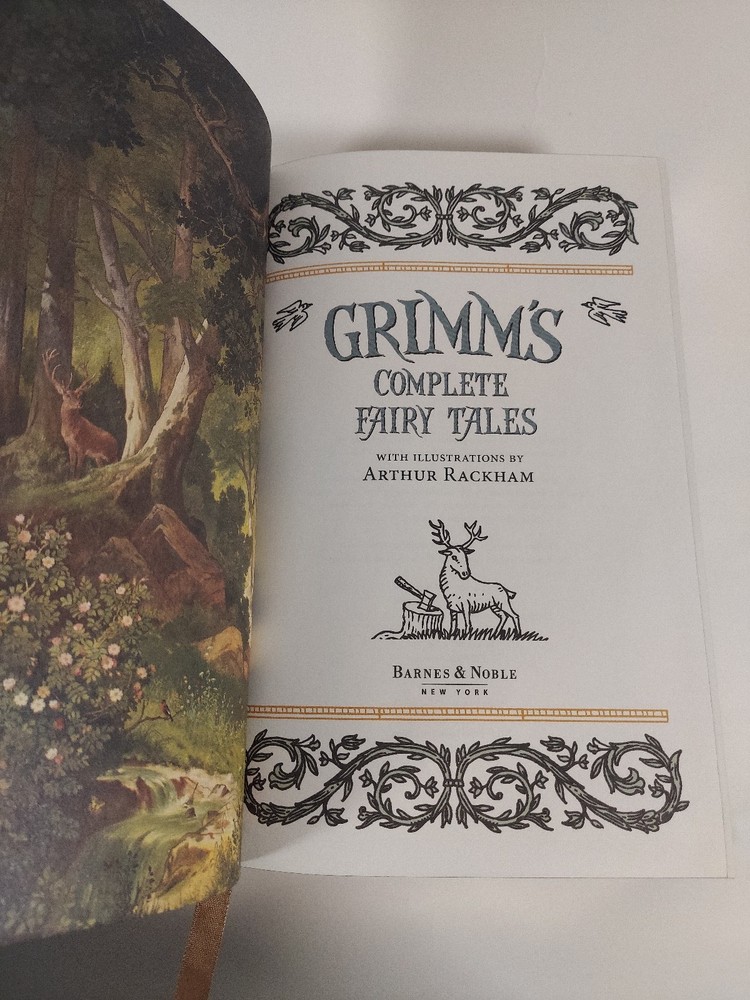 GRIMM'S
COMPLETE
FAIRY TALES
WITH ILLUSTRATIONS BY
ARTHUR RACKHAM
BARNES & NOBLE
NEW YORK